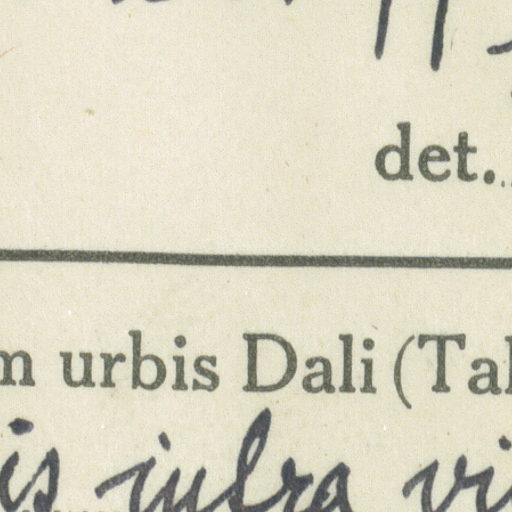 det.
m urbis Dali (Tal
is infra vi